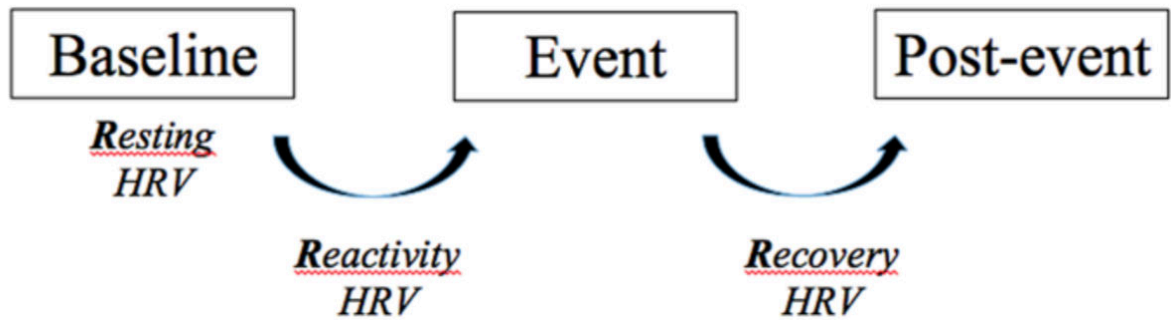 Baseline
Event
Post-event
Resting
HRV
Reactivity
HRV
Recovery
HRV